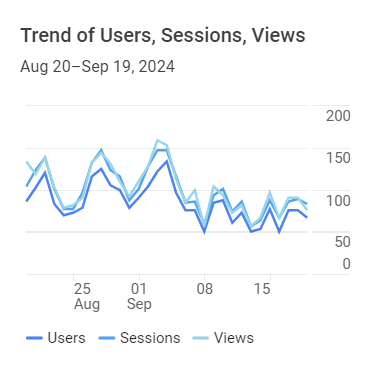 Trend of Users, Sessions, Views
Aug 20–Sep 19, 2024
200
150
100
50
0
25 01 08 15
Aug Sep
Users Sessions Views